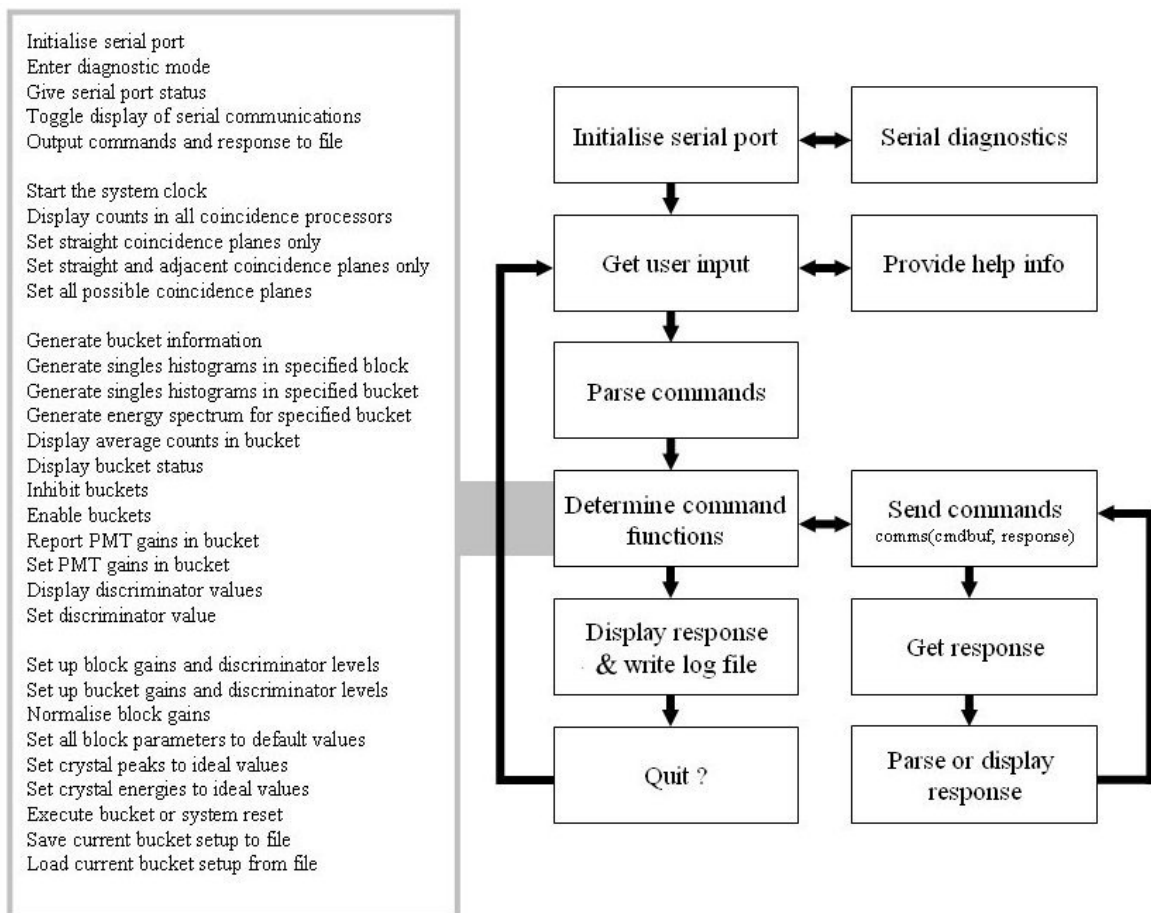 Initialise serial port
Enter diagnostic mode
Give serial port status
Toggle display of serial communications
Output commands and response to file
Start the system clock
Display counts in all coincidence processors
Set straight coincidence planes only
Set straight and adjacent coincidence planes only
Set all possible coincidence planes
Generate bucket information
Generate singles histograms in specified block
Generate singles histograms in specified bucket
Generate energy spectrum for specified bucket
Display average counts in bucket
Display bucket status
Inhibit buckets
Enable buckets
Report PMT gains in bucket
Set PMT gains in bucket
Display discriminator values
Set discriminator value
Set up block gains and discriminator levels
Set up bucket gains and discriminator levels
Normalise block gains
Set all block parameters to default values
Set crystal peaks to ideal values
Set crystal energies to ideal values
Execute bucket or system reset
Save current bucket setup to file
Load current bucket setup from file
Initialise serial port
Serial diagnostics
Get user input
Provide help info
Parse commands
Determine command
functions
Send commands
comms(cmdbuf, response)
Display response
& write log file
Get response
Quit ?
Parse or display
response